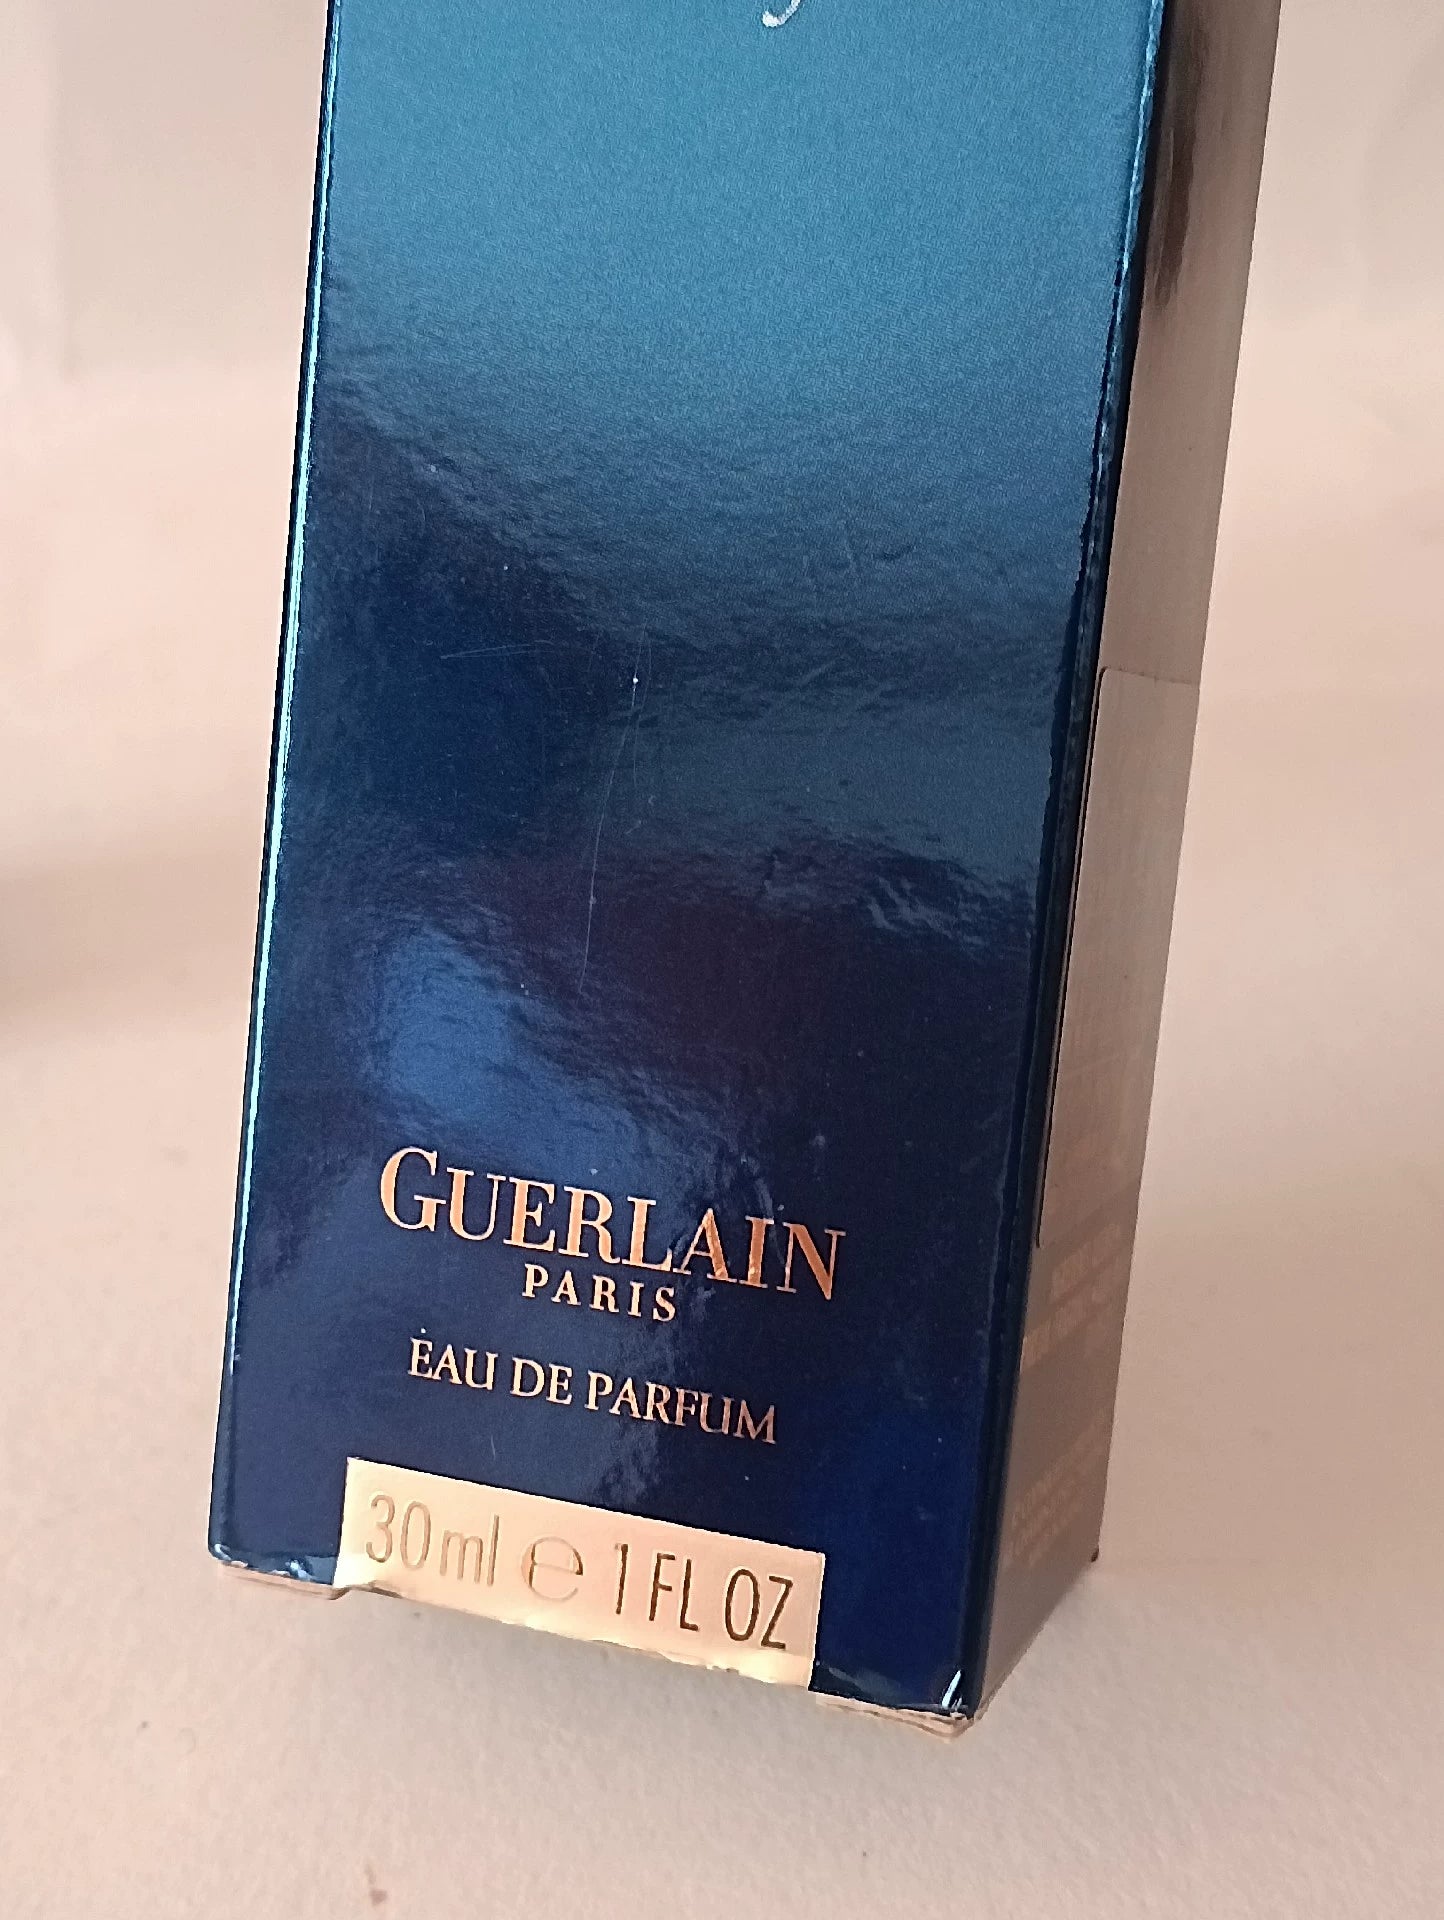 GUERLAIN
PARIS
EAU DE PARFUM
30ml ℮ 1 FL OZ